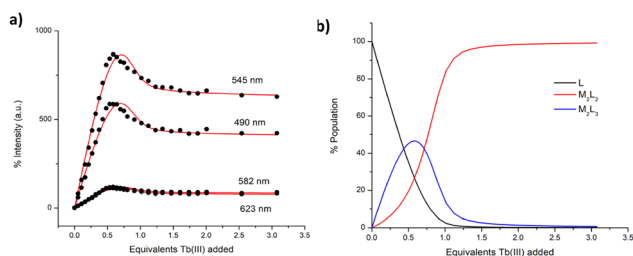 a)
1000
500
0
% Intensity (a.u.)
545 nm
490 nm
582 nm
623 nm
0.0 0.5 1.0 1.5 2.0 2.5 3.0 3.5
Equivalents Tb(III) added
b)
100
80
60
40
20
0
% Population
L
M₂L₂
M₂L₃
0.0 0.5 1.0 1.5 2.0 2.5 3.0 3.5
Equivalents Tb(III) added